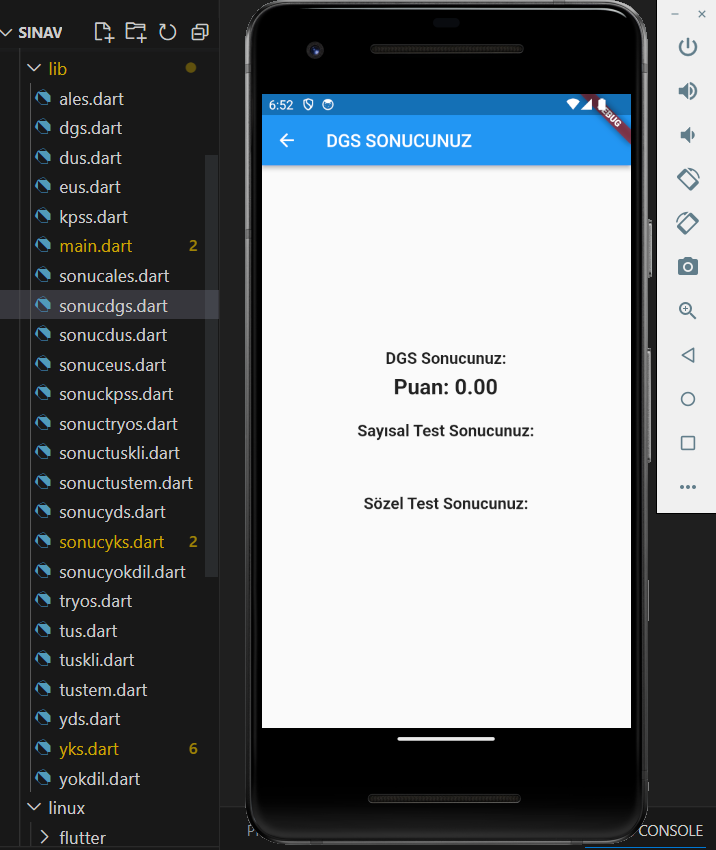 SINAV
lib
ales.dart
dgs.dart
dus.dart
eus.dart
kpss.dart
main.dart 2
sonucales.dart
sonucdgs.dart
sonucdus.dart
sonuceus.dart
sonuckpss.dart
sonuctryos.dart
sonuctuskli.dart
sonuctustem.dart
sonucyds.dart
sonucyks.dart 2
sonucyokdil.dart
tryos.dart
tus.dart
tuskli.dart
tustem.dart
yds.dart
yks.dart 6
yokdil.dart
linux
flutter
6:52
DGS SONUCUNUZ
DGS Sonucunuz:
Puan: 0.00
Sayısal Test Sonucunuz:
Sözel Test Sonucunuz:
CONSOLE